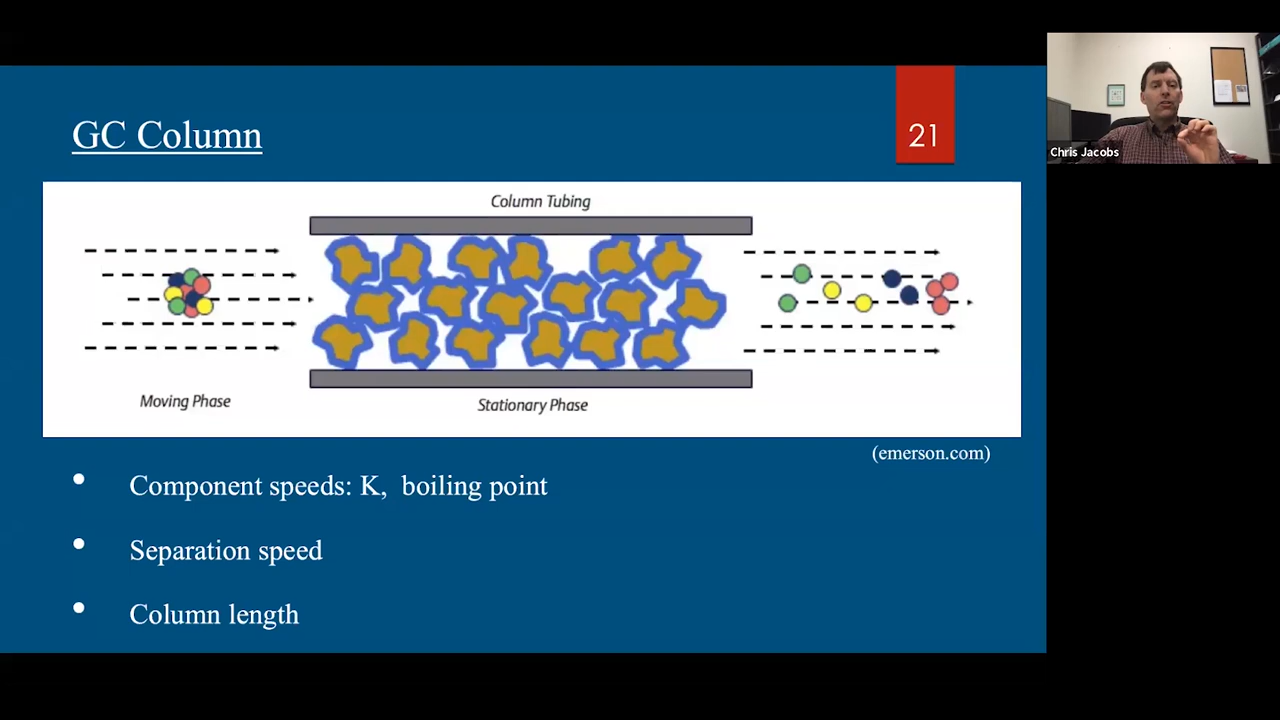 GC Column
21
Column Tubing
Moving Phase
Stationary Phase
(emerson.com)
• Component speeds: K, boiling point
• Separation speed
• Column length
Chris Jacobs